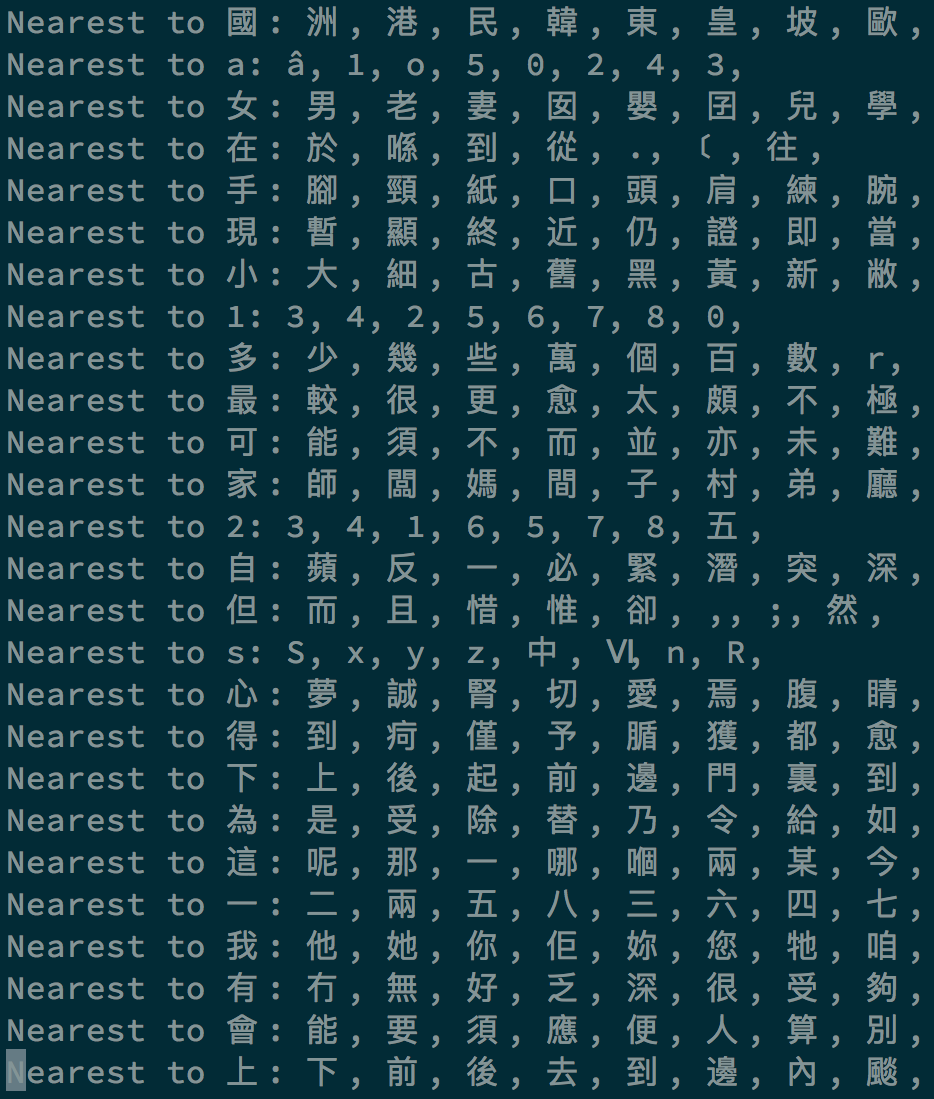 Nearest to 國: 洲, 港, 民, 韓, 東, 皇, 坡, 歐,
Nearest to a: â, 1, o, 5, 0, 2, 4, 3,
Nearest to 女: 男, 老, 妻, 囡, 嬰, 囝, 兒, 學,
Nearest to 在: 於, 喺, 到, 從, ., 〔, 往,
Nearest to 手: 腳, 頸, 紙, 口, 頭, 肩, 練, 腕,
Nearest to 現: 暫, 顯, 終, 近, 仍, 證, 即, 當,
Nearest to 小: 大, 細, 古, 舊, 黑, 黃, 新, 敝,
Nearest to 1: 3, 4, 2, 5, 6, 7, 8, 0,
Nearest to 多: 少, 幾, 些, 萬, 個, 百, 數, r,
Nearest to 最: 較, 很, 更, 愈, 太, 頗, 不, 極,
Nearest to 可: 能, 須, 不, 而, 並, 亦, 未, 難,
Nearest to 家: 師, 闆, 媽, 間, 子, 村, 弟, 廳,
Nearest to 2: 3, 4, 1, 6, 5, 7, 8, 五,
Nearest to 自: 蘋, 反, 一, 必, 緊, 潛, 突, 深,
Nearest to 但: 而, 且, 惜, 惟, 卻, ,, ;, 然,
Nearest to s: S, x, y, z, 中, Ⅵ, n, R,
Nearest to 心: 夢, 誠, 腎, 切, 愛, 焉, 腹, 睛,
Nearest to 得: 到, 疴, 僅, 予, 腯, 獲, 都, 愈,
Nearest to 下: 上, 後, 起, 前, 邊, 門, 裏, 到,
Nearest to 為: 是, 受, 除, 替, 乃, 令, 給, 如,
Nearest to 這: 呢, 那, 一, 哪, 嗰, 兩, 某, 今,
Nearest to 一: 二, 兩, 五, 八, 三, 六, 四, 七,
Nearest to 我: 他, 她, 你, 佢, 妳, 您, 牠, 咱,
Nearest to 有: 冇, 無, 好, 乏, 深, 很, 受, 夠,
Nearest to 會: 能, 要, 須, 應, 便, 人, 算, 別,
Nearest to 上: 下, 前, 後, 去, 到, 邊, 內, 颷,